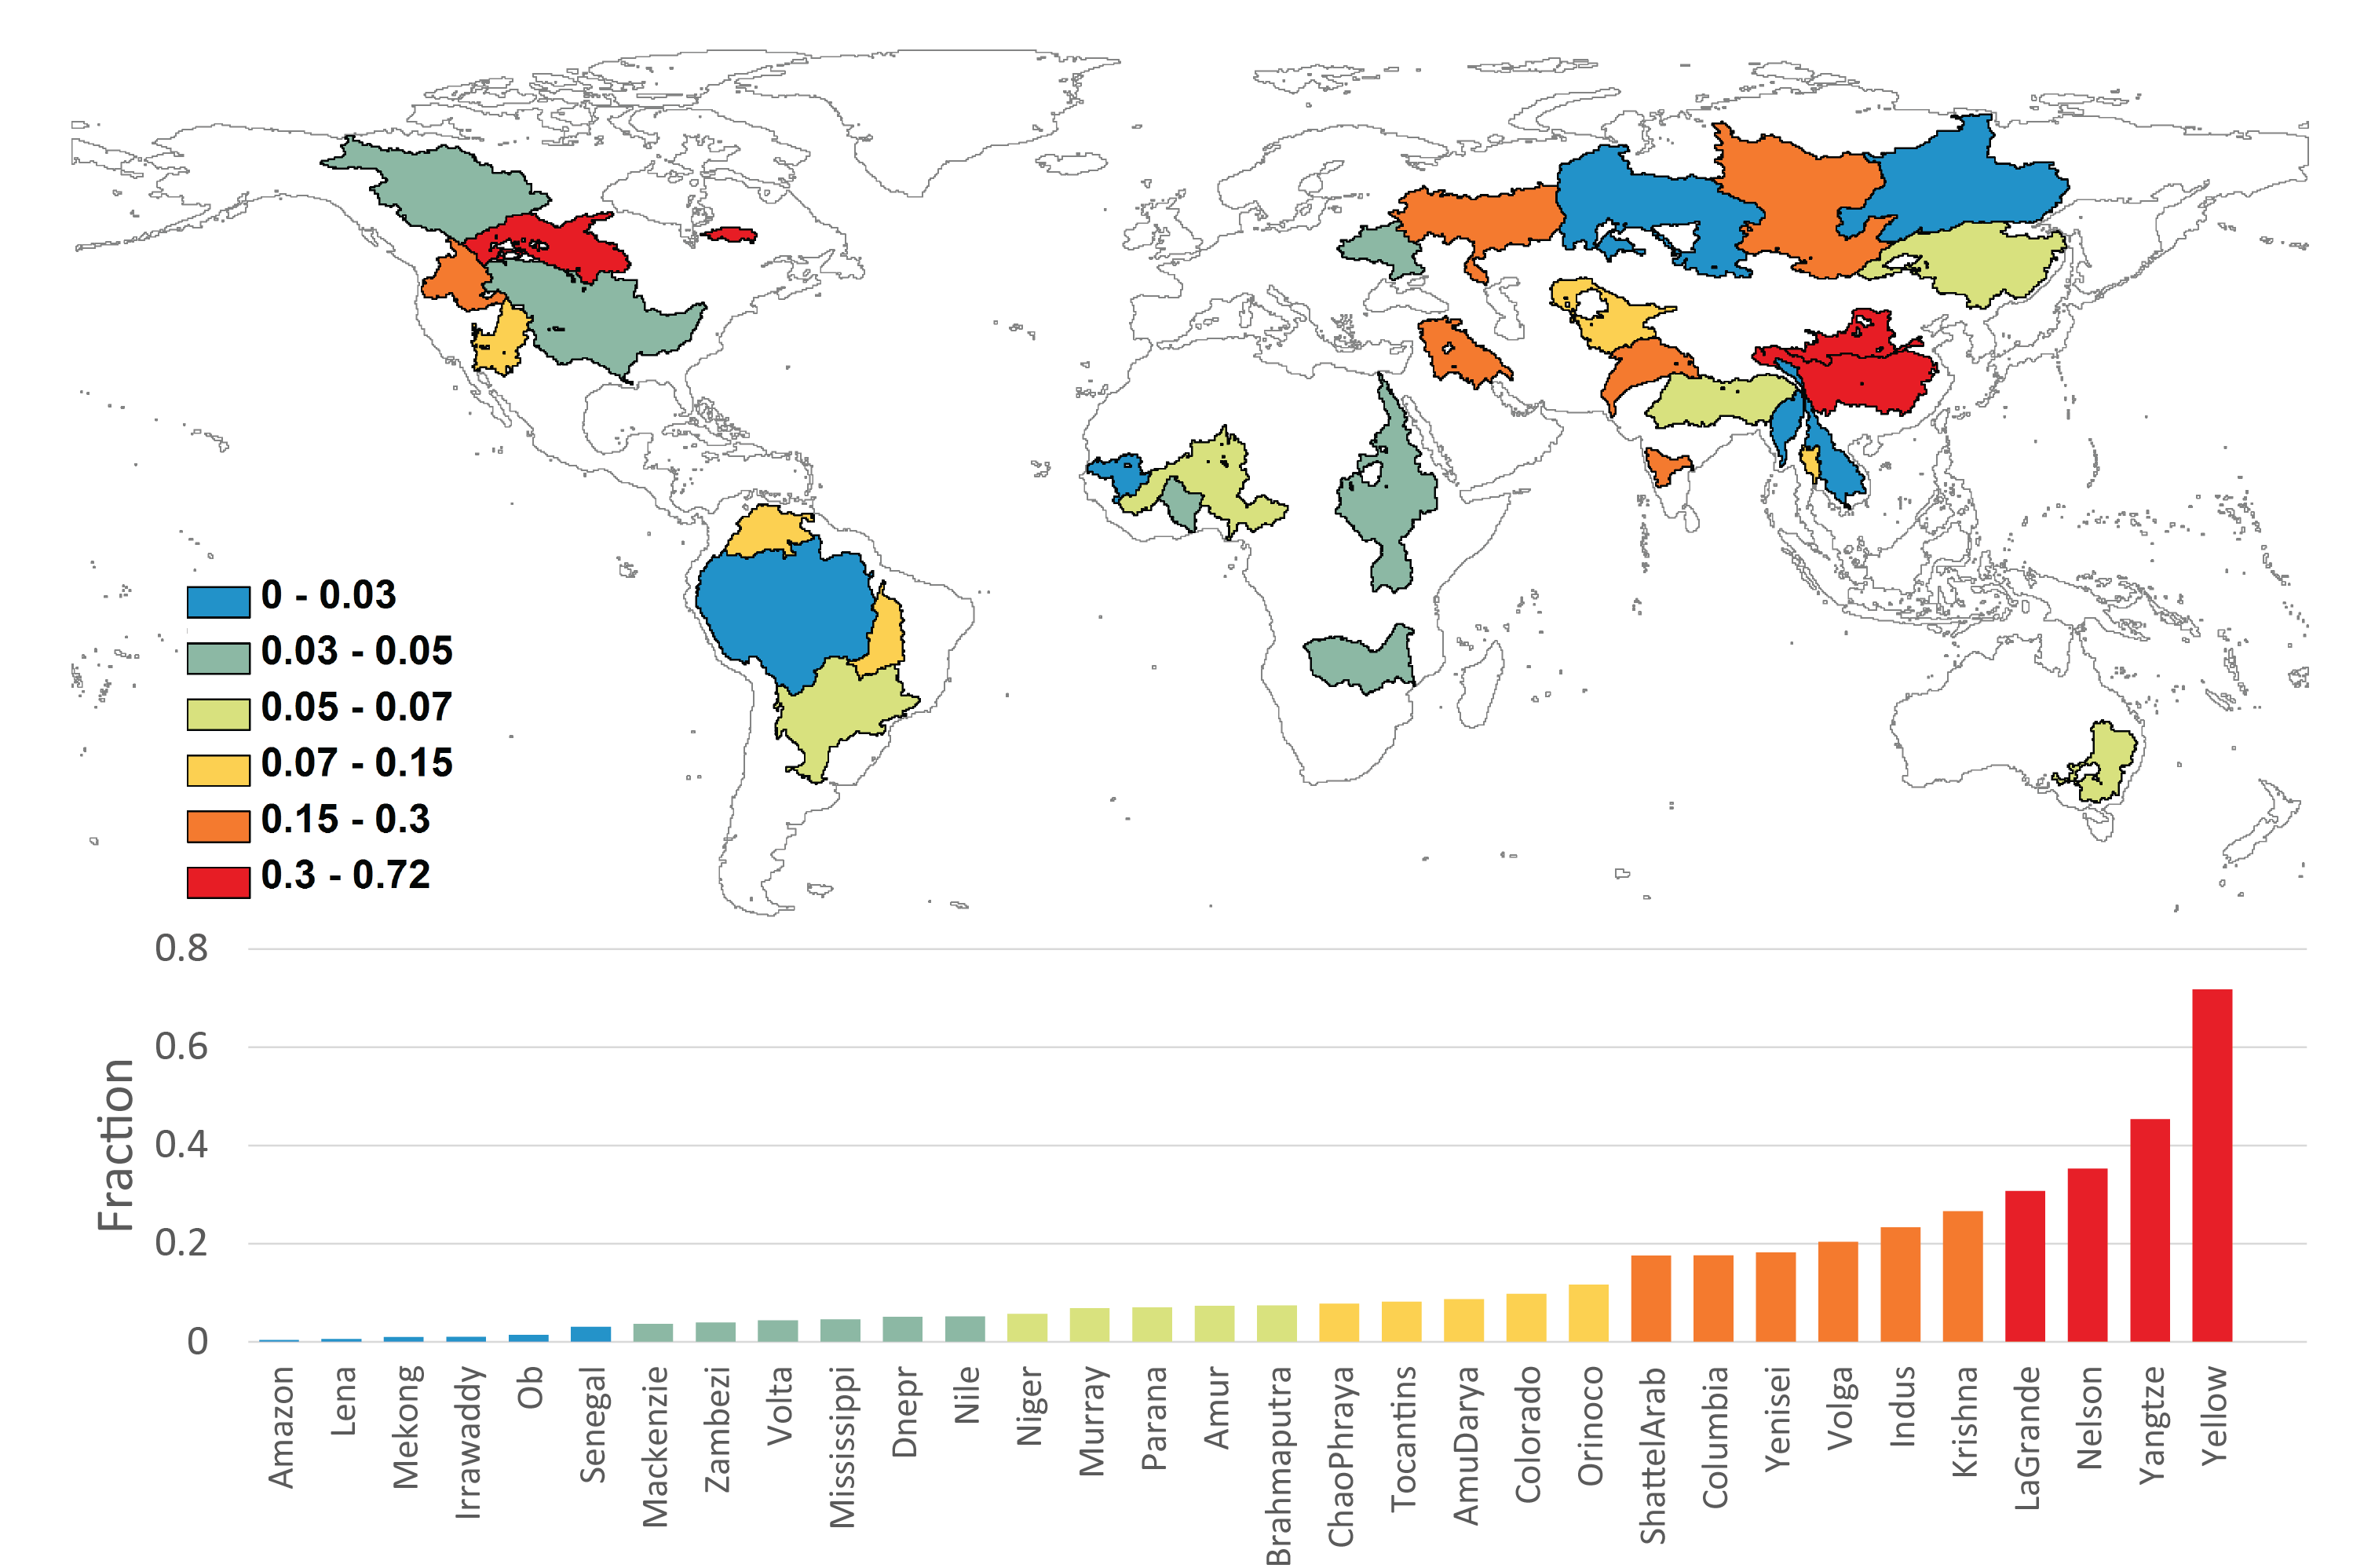 0 - 0.03
0.03 - 0.05
0.05 - 0.07
0.07 - 0.15
0.15 - 0.3
0.3 - 0.72
0.8
0.6
0.4
0.2
0
Fraction
Amazon
Lena
Mekong
Irrawaddy
Ob
Senegal
Mackenzie
Zambezi
Volta
Mississippi
Dnepr
Nile
Niger
Murray
Parana
Amur
Brahmaputra
ChaoPhraya
Tocantins
AmuDarya
Colorado
Orinoco
ShattelArab
Columbia
Yenisei
Volga
Indus
Krishna
LaGrande
Nelson
Yangtze
Yellow